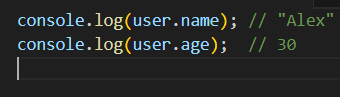 console.log(user.name); // "Alex"
console.log(user.age);  // 30